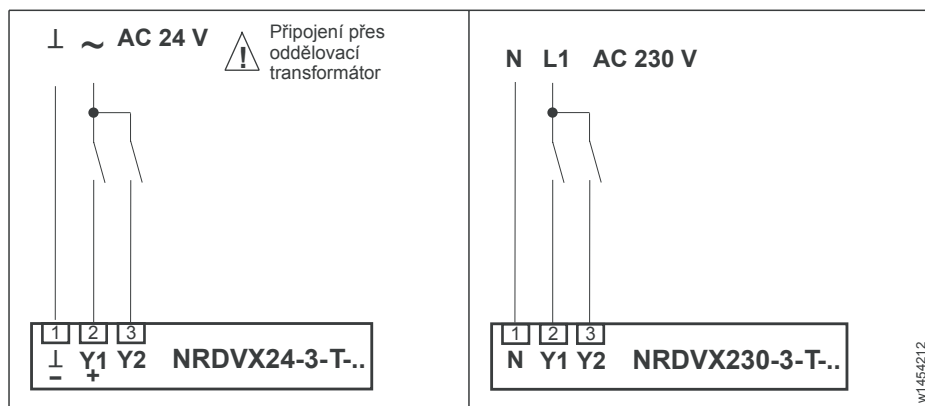 ⊥ ~ AC 24 V
Připojení přes
oddělovací
transformátor
1 2 3
⊥ Y1 Y2 NRDVX24-3-T-..
– +
N L1 AC 230 V
1 2 3
N Y1 Y2 NRDVX230-3-T-..
w1454212